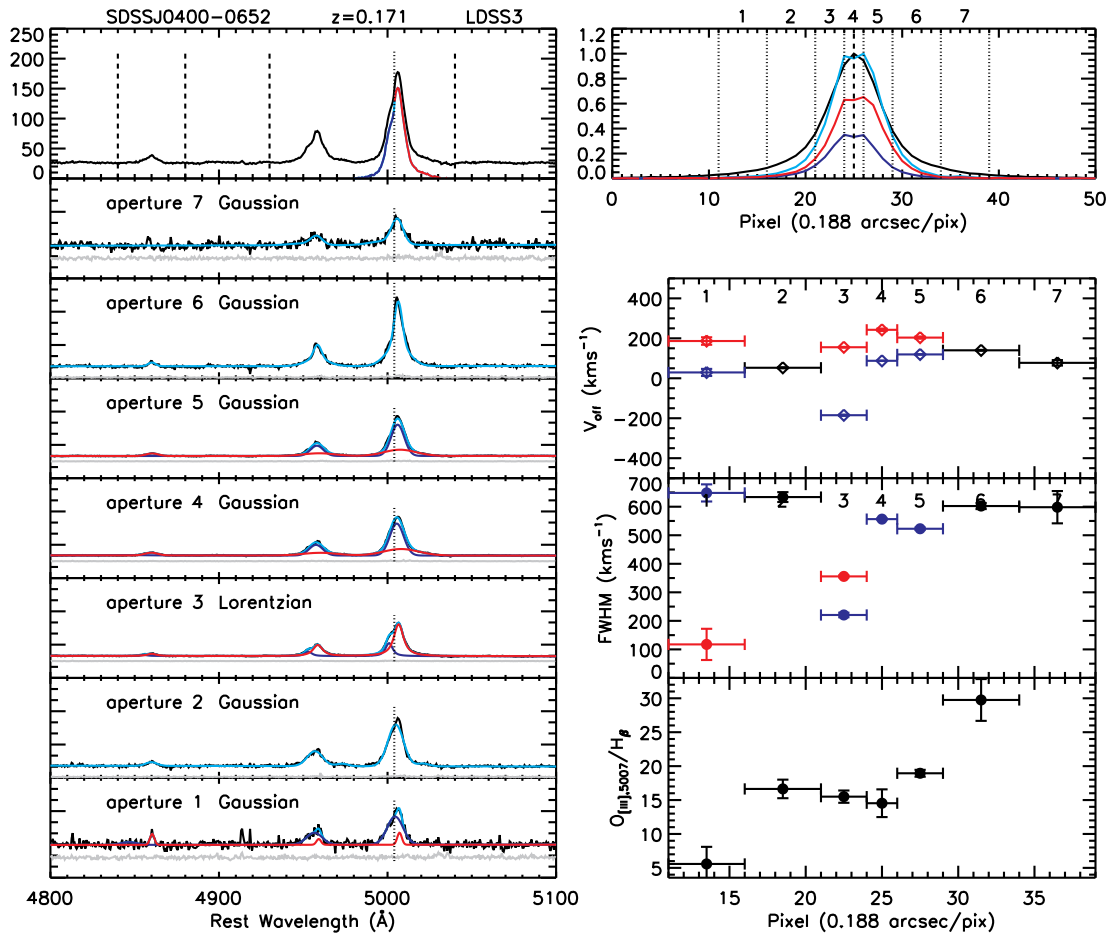 SDSSJ0400-0652 z=0.171 LDSS3
250
200
150
100
50
0
aperture 7 Gaussian
aperture 6 Gaussian
aperture 5 Gaussian
aperture 4 Gaussian
aperture 3 Lorentzian
aperture 2 Gaussian
aperture 1 Gaussian
4800 4900 5000 5100
Rest Wavelength (Å)
1 2 3 4 5 6 7
1.2
1.0
0.8
0.6
0.4
0.2
0.0
0 10 20 30 40 50
Pixel (0.188 arcsec/pix)
1 2 3 4 5 6 7
400
200
0
-200
-400
Voff (kms⁻¹)
2 3 4 5 6 7
700
600
500
400
300
200
100
0
FWHM (kms⁻¹)
30
25
20
15
10
5
O[III],5007/Hβ
15 20 25 30 35
Pixel (0.188 arcsec/pix)